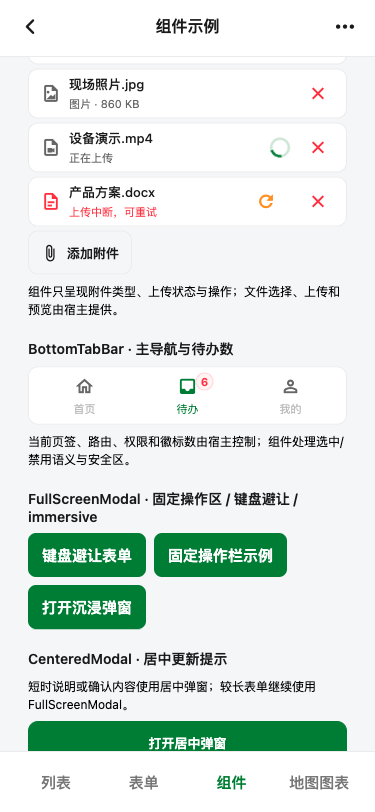 组件示例
现场照片.jpg
图片 · 860 KB
设备演示.mp4
正在上传
产品方案.docx
上传中断，可重试
添加附件
组件只呈现附件类型、上传状态与操作；文件选择、上传和
预览由宿主提供。
BottomTabBar · 主导航与待办数
6
首页
待办
我的
当前页签、路由、权限和徽标数由宿主控制；组件处理选中/
禁用语义与安全区。
FullScreenModal · 固定操作区 / 键盘避让 /
immersive
键盘避让表单
固定操作栏示例
打开沉浸弹窗
CenteredModal · 居中更新提示
短时说明或确认内容使用居中弹窗；较长表单继续使用
FullScreenModal。
打开居中弹窗
列表
表单
组件
地图图表